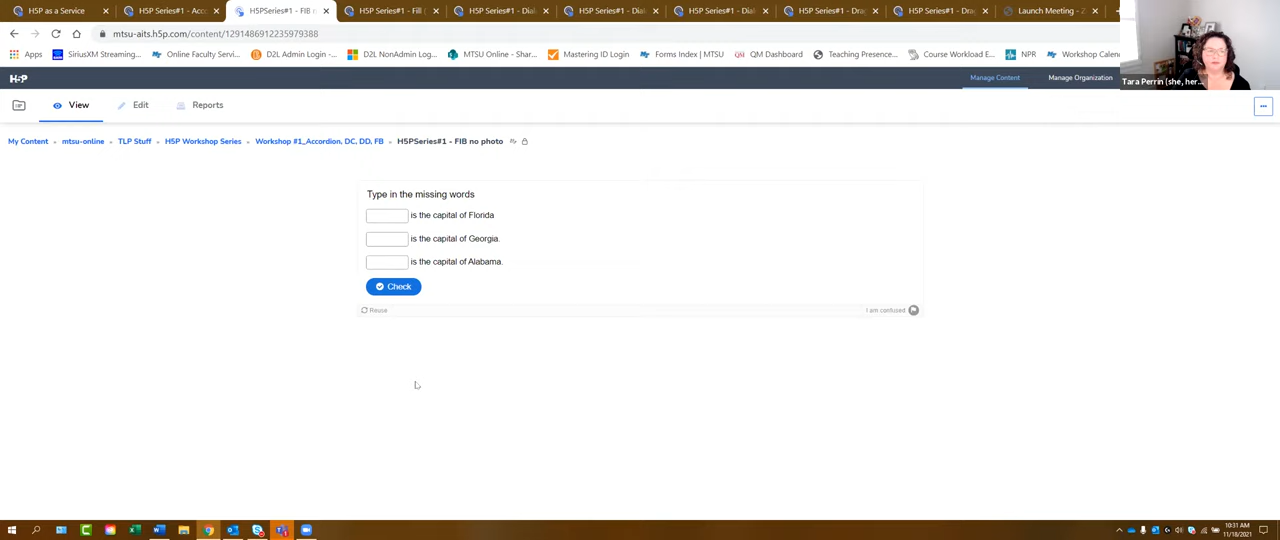 H5P as a Service
H5P Series#1 - Acc
H5PSeries#1 - FIB n
H5P Series#1 - Fill (
H5P Series#1 - Dial
H5P Series#1 - Dial
H5P Series#1 - Dial
H5P Series#1 - Drag
H5P Series#1 - Drag
Launch Meeting - Z
mtsu-aits.h5p.com/content/1291486912235979388
Apps
SiriusXM Streaming...
Online Faculty Servi...
D2L Admin Login -...
D2L NonAdmin Log...
MTSU Online - Shar...
Mastering ID Login
Forms Index | MTSU
QM Dashboard
Teaching Presence...
Course Workload E...
NPR
Workshop Calen
Tara Perrin (she, her...
H5P
Manage Content
Manage Organization
View
Edit
Reports
My Content
mtsu-online
TLP Stuff
H5P Workshop Series
Workshop #1_Accordion, DC, DD, FB
H5PSeries#1 - FIB no photo
Type in the missing words
is the capital of Florida
is the capital of Georgia.
is the capital of Alabama.
Check
Reuse
I am confused
10:31 AM
11/18/2021